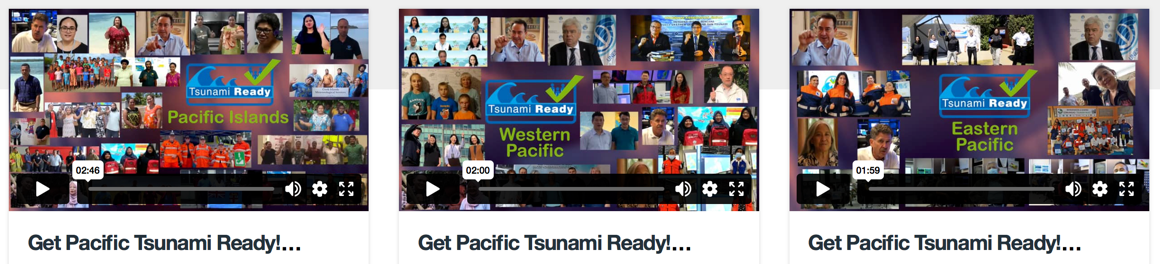 Tsunami Ready
Pacific Islands
02:46
Get Pacific Tsunami Ready!...
Tsunami Ready
Western
Pacific
02:00
Get Pacific Tsunami Ready!...
Tsunami Ready
Eastern
Pacific
01:59
Get Pacific Tsunami Ready!...